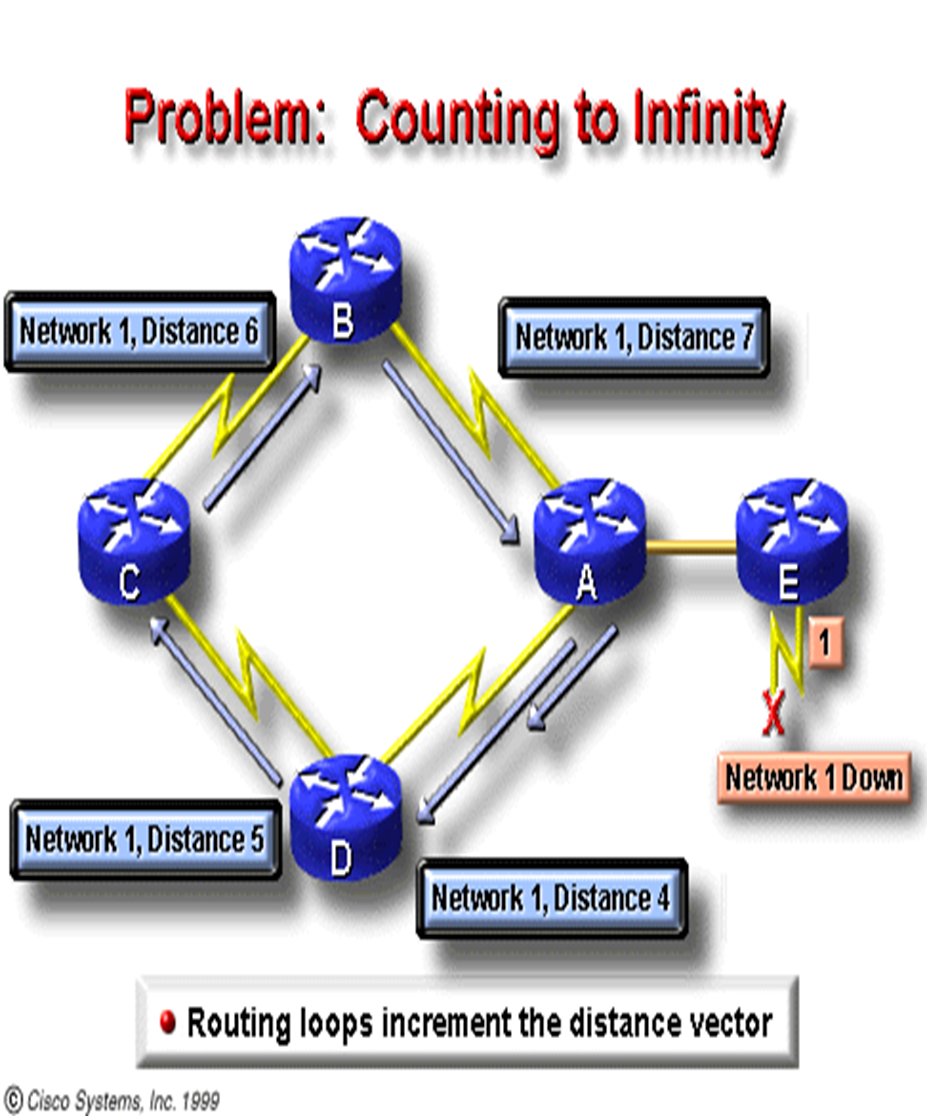 Problem: Counting to Infinity
B
Network 1, Distance 6
Network 1, Distance 7
C
A
E
1
Network 1 Down
Network 1, Distance 5
D
Network 1, Distance 4
X
Routing loops increment the distance vector
© Cisco Systems, Inc. 1999